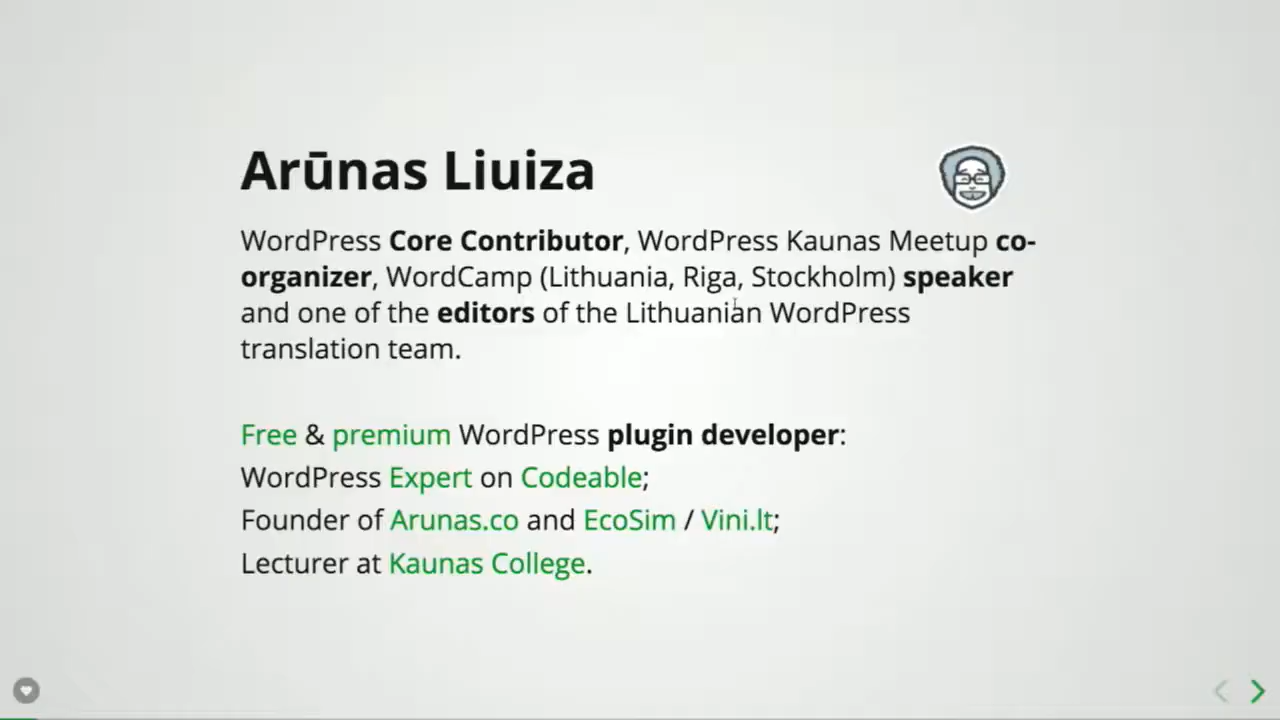 Arūnas Liuiza
WordPress Core Contributor, WordPress Kaunas Meetup co-
organizer, WordCamp (Lithuania, Riga, Stockholm) speaker
and one of the editors of the Lithuanian WordPress
translation team.
Free & premium WordPress plugin developer:
WordPress Expert on Codeable;
Founder of Arunas.co and EcoSim / Vini.lt;
Lecturer at Kaunas College.